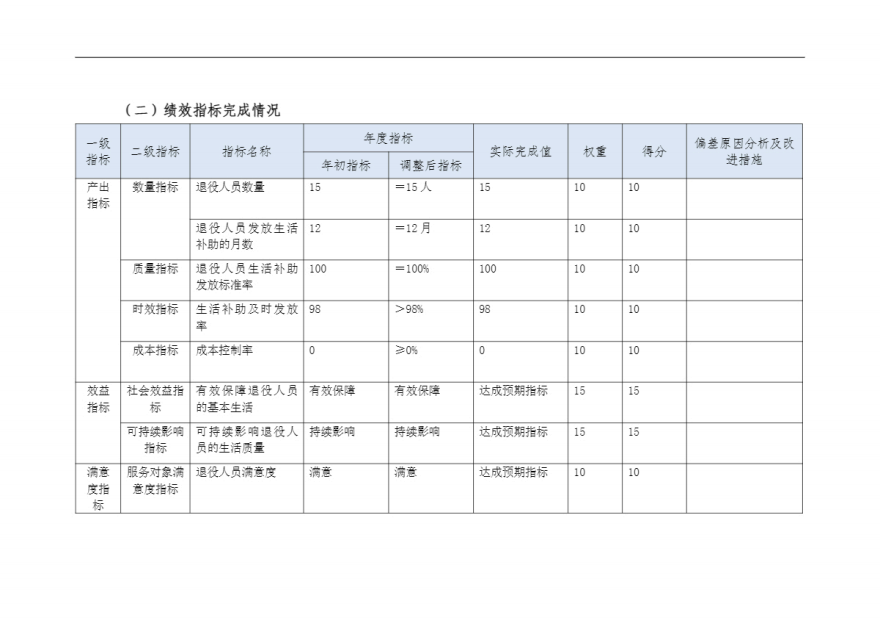 （二）绩效指标完成情况
一级
指标
二级指标
指标名称
年度指标
年初指标
调整后指标
实际完成值
权重
得分
偏差原因分析及改
进措施
产出
指标
数量指标
退役人员数量
15
＝15人
15
10
10
退役人员发放生活
补助的月数
12
＝12月
12
10
10
质量指标
退役人员生活补助
发放标准率
100
＝100%
100
10
10
时效指标
生活补助及时发放
率
98
＞98%
98
10
10
成本指标
成本控制率
0
≥0%
0
10
10
效益
指标
社会效益指
标
有效保障退役人员
的基本生活
有效保障
有效保障
达成预期指标
15
15
可持续影响
指标
可持续影响退役人
员的生活质量
持续影响
持续影响
达成预期指标
15
15
满意
度指
标
服务对象满
意度指标
退役人员满意度
满意
满意
达成预期指标
10
10